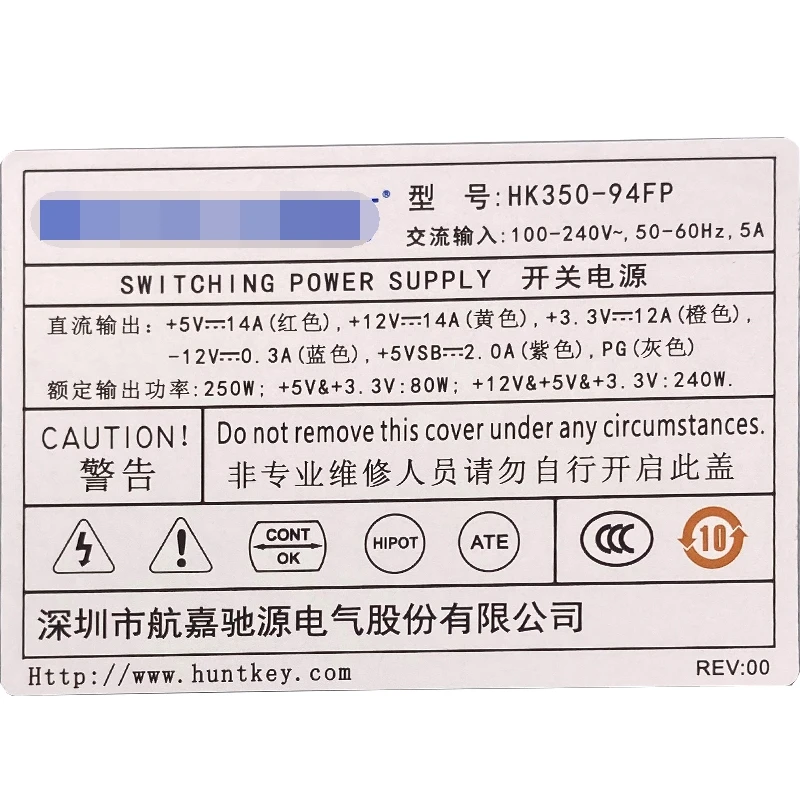 ®
型 号:HK350-94FP
交流输入:100-240V~,50-60Hz,5A
SWITCHING POWER SUPPLY 开关电源
直流输出：+5V⎓14A(红色),+12V⎓14A(黄色),+3.3V⎓12A(橙色),
-12V⎓0.3A(蓝色),+5VSB⎓2.0A(紫色),PG(灰色)
额定输出功率:250W; +5V&+3.3V:80W; +12V&+5V&+3.3V:240W.
CAUTION!
警告
Do not remove this cover under any circumstances.
非专业维修人员请勿自行开启此盖
CONT
OK
HIPOT
ATE
CCC
10
深圳市航嘉驰源电气股份有限公司
Http://www.huntkey.com
REV:00